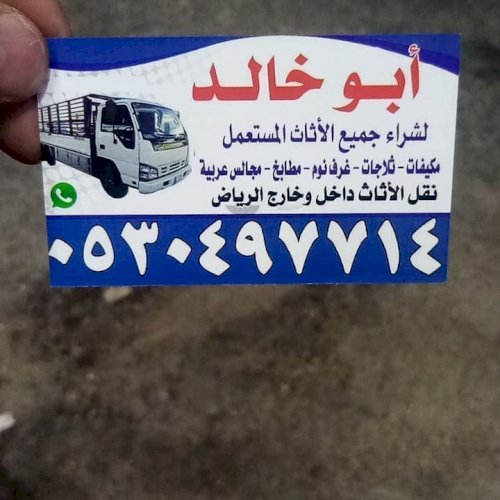 أبو خالد
لشراء جميع الأثاث المستعمل
مكيفات - ثلاجات - غرف نوم - مطابخ - مجالس عربية
نقل الأثاث داخل وخارج الرياض
٠٥٣٠٤٩٧٧١٤